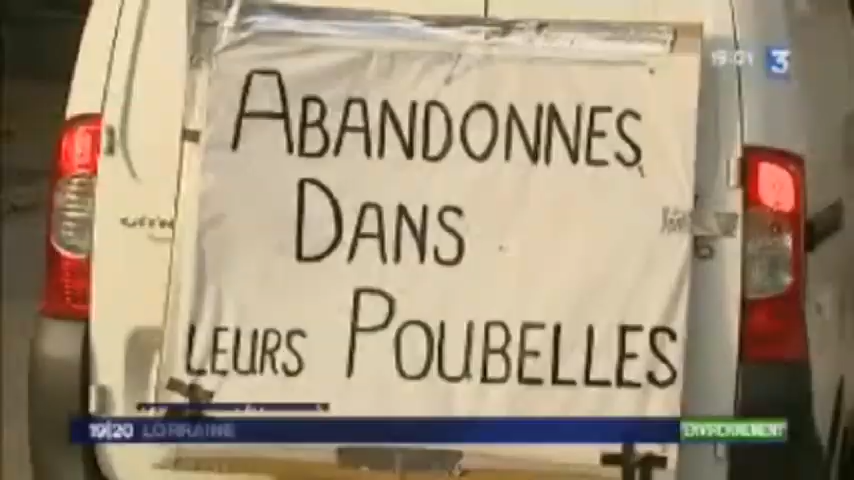 19:01 3
ABANDONNES,
DANS
LEURS POUBELLES
19|20 LORRAINE
ENVIRONNEMENT